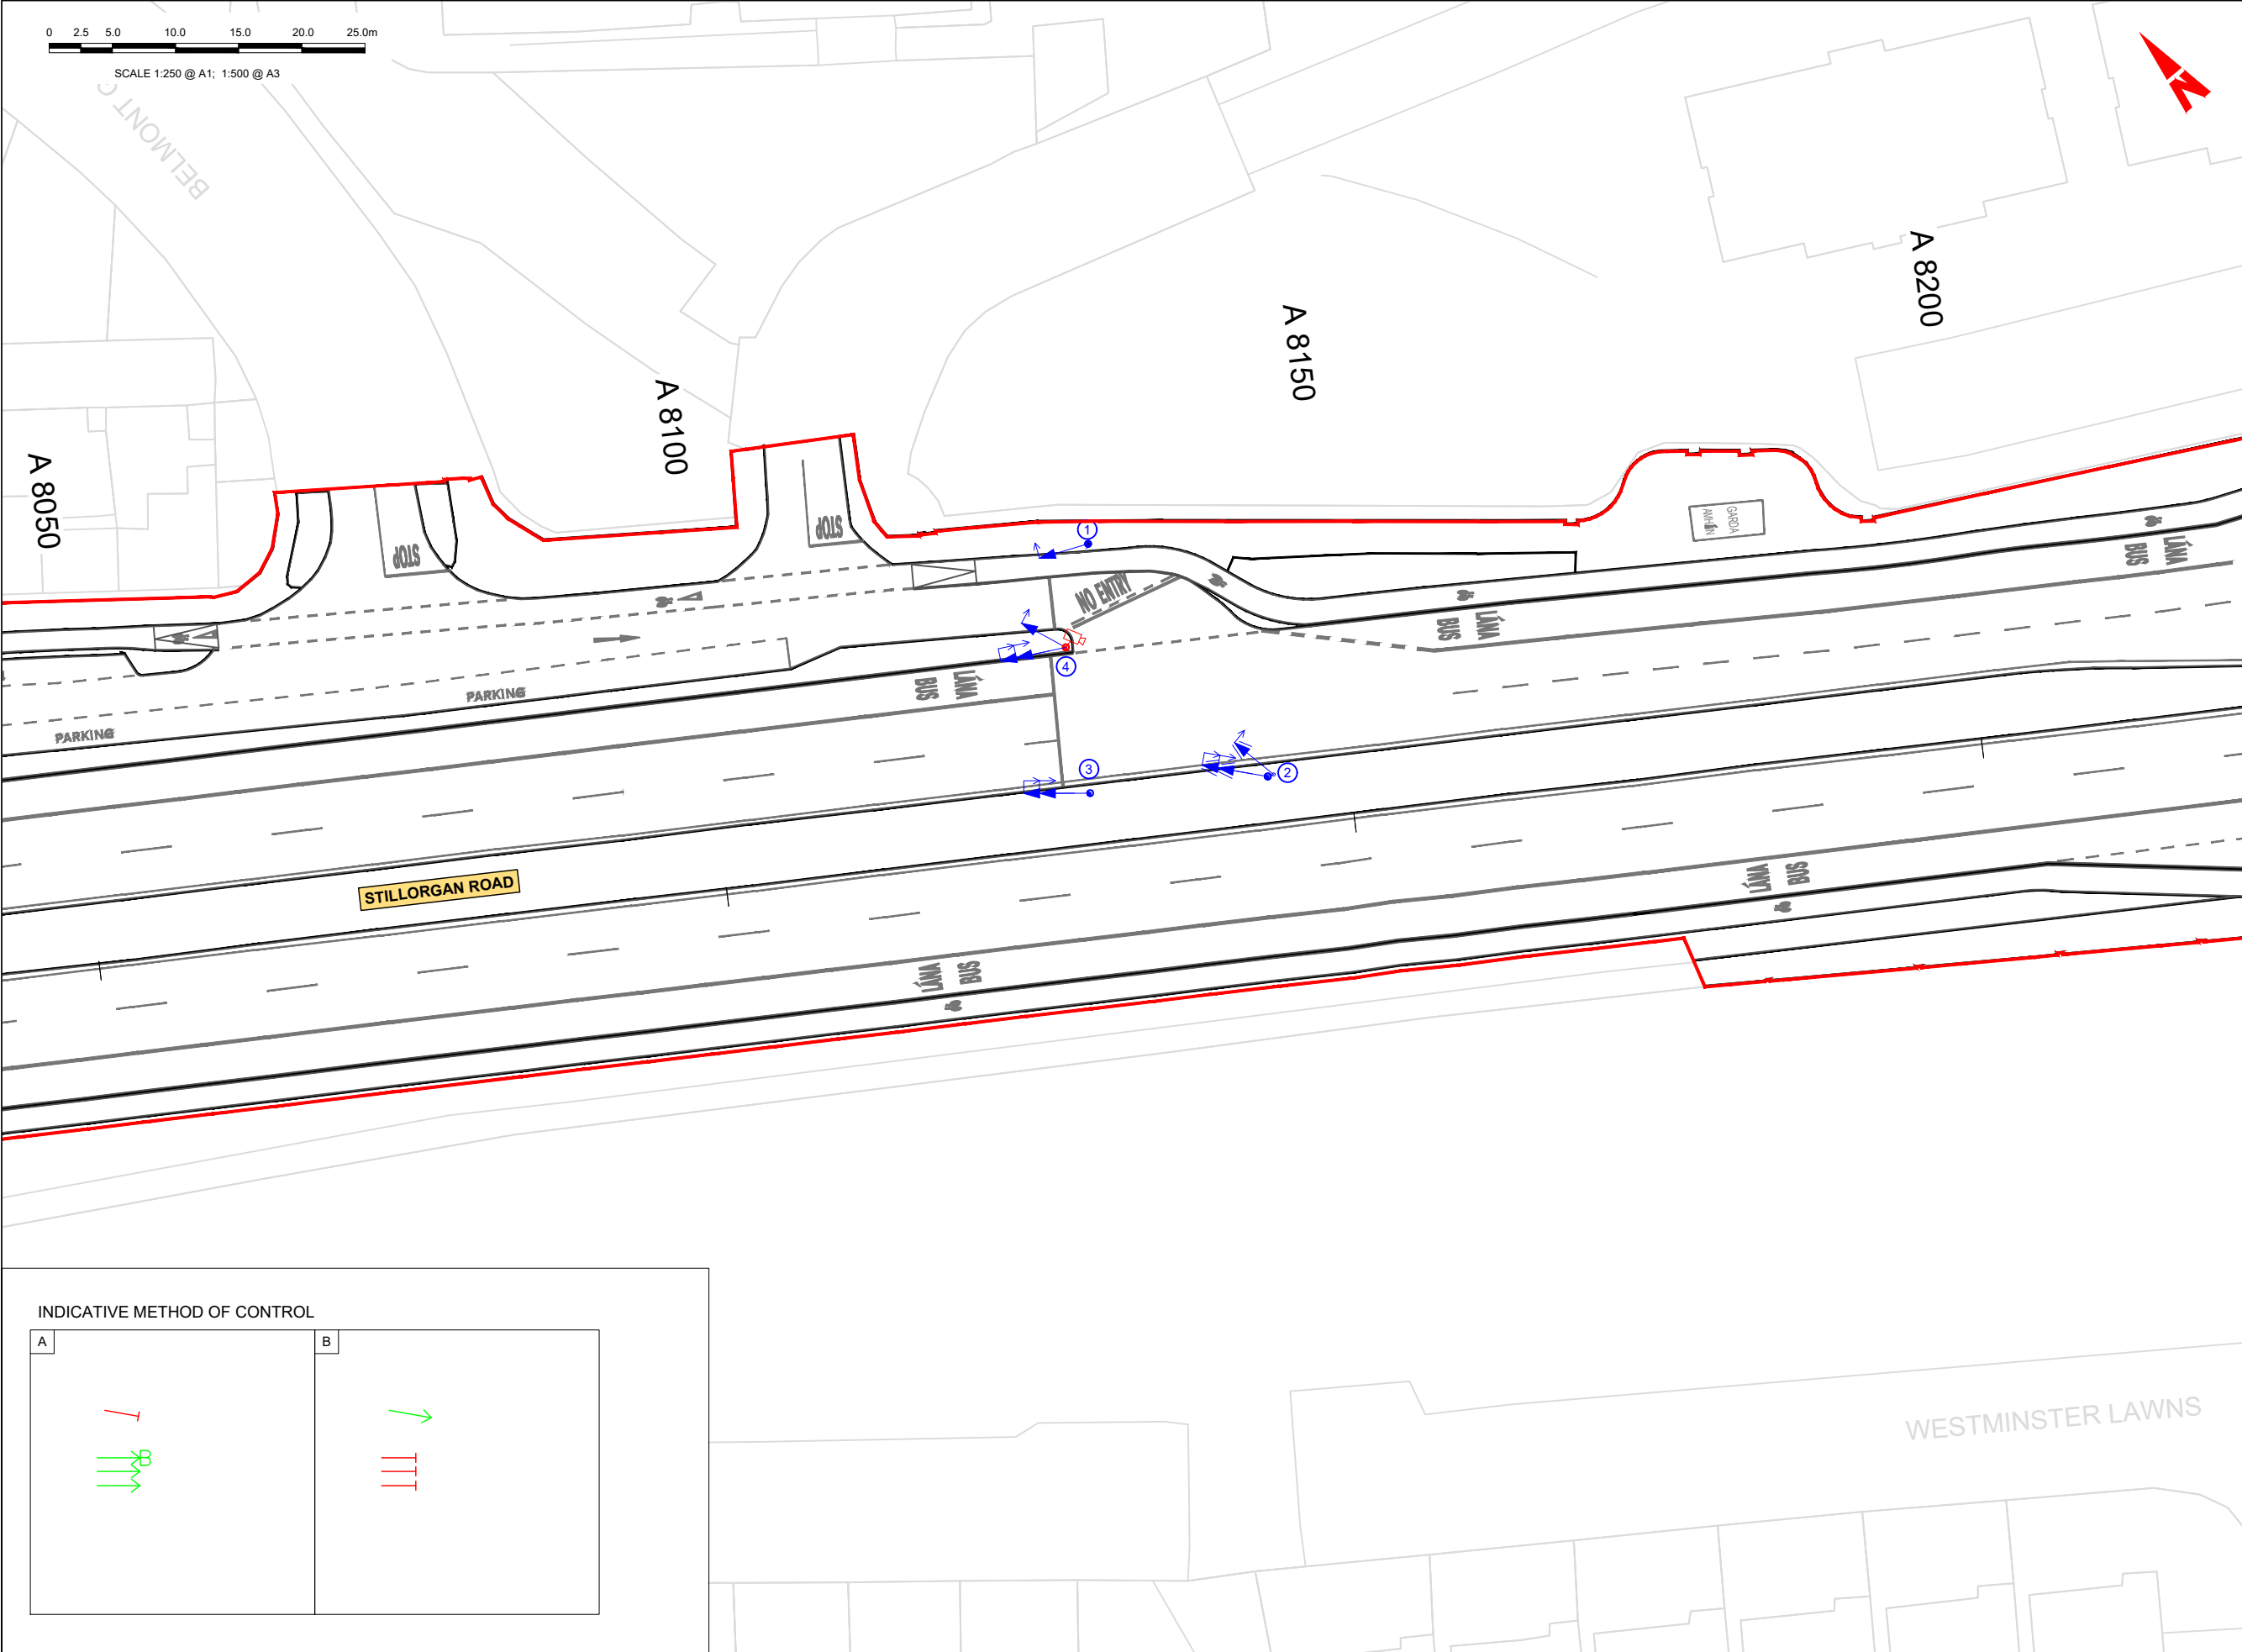 0 2.5 5.0 10.0 15.0 20.0 25.0m
SCALE 1:250 @ A1; 1:500 @ A3
BELMONT C
A 8050
A 8100
A 8150
A 8200
STOP
STOP
1
NO ENTRY
GARDA
LÁNA
BUS
LÁNA
BUS
4
LÁNA
BUS
PARKING
PARKING
3
2
STILLORGAN ROAD
LÁNA
BUS
LÁNA
BUS
INDICATIVE METHOD OF CONTROL
A
B
B
WESTMINSTER LAWNS
N